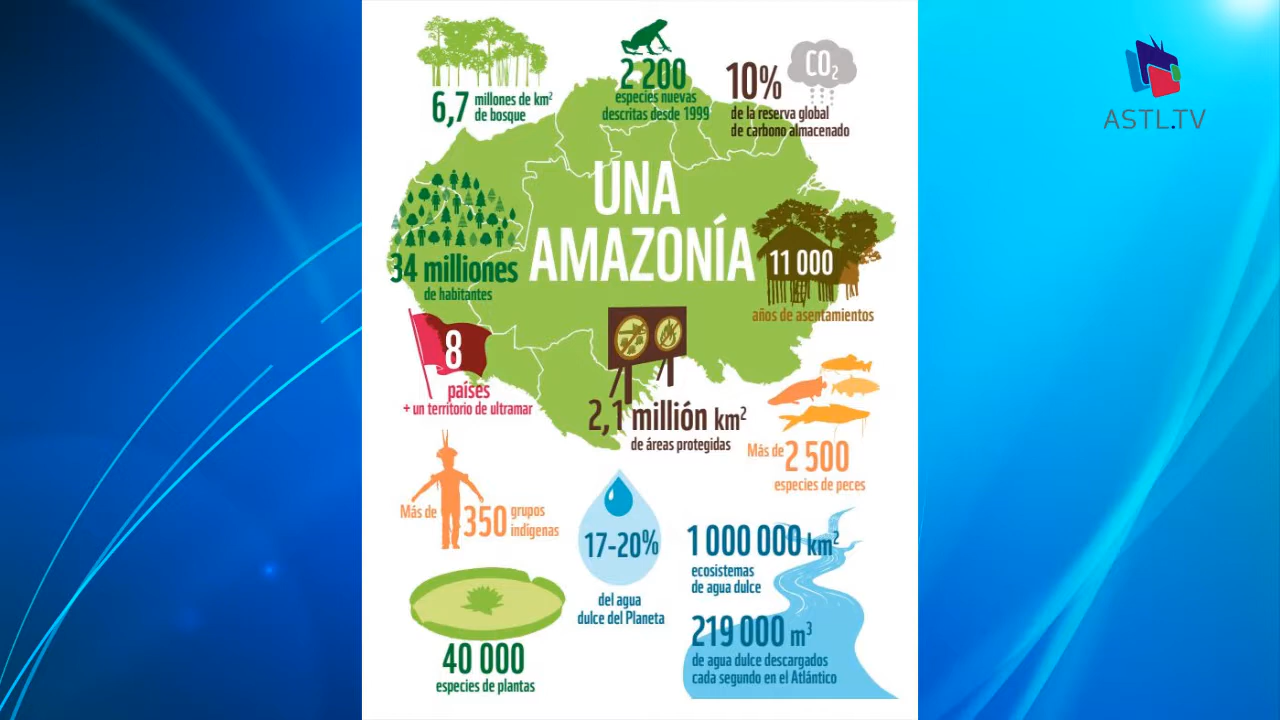 ASTL.TV
6,7 millones de km²
de bosque
2 200
especies nuevas
descritas desde 1999
10%
CO₂
de la reserva global
de carbono almacenado
UNA
AMAZONÍA
34 milliones
de habitantes
11 000
años de asentamientos
8
países
+ un territorio de ultramar
2,1 millión km²
de áreas protegidas
Más de 2 500
especies de peces
Más de 350 grupos
indígenas
17-20%
del agua
dulce del Planeta
1 000 000 km²
ecosistemas
de agua dulce
219 000 m³
de agua dulce descargados
cada segundo en el Atlántico
40 000
especies de plantas